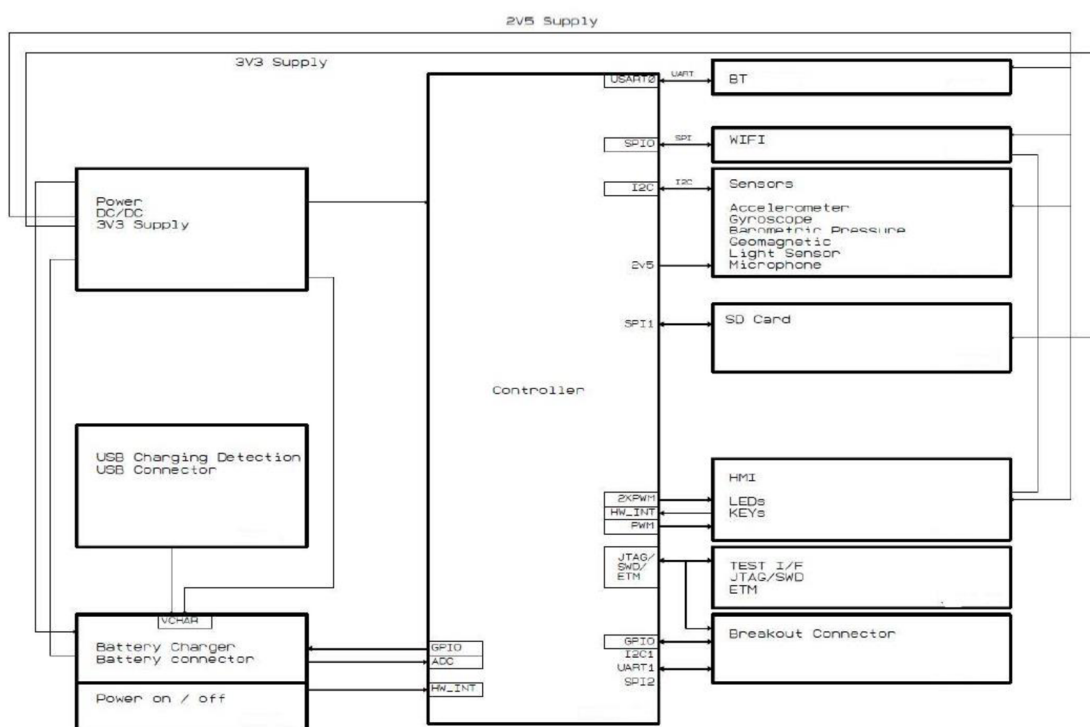 2V5 Supply
3V3 Supply
Power
DC/DC
3V3 Supply
USB Charging Detection
USB Connector
VCHAR
Battery Charger
Battery connector
Power on / off
Controller
GPIO
ADC
HW_INT
USART0
SPI0
I2C
2v5
SPI1
2XPWM
HW_INT
PWM
JTAG/
SWD/
ETM
GPIO
I2C1
UART1
SPI2
UART
SPI
I2C
BT
WIFI
Sensors
Accelerometer
Gyroscope
Barometric Pressure
Geomagnetic
Light Sensor
Microphone
SD Card
HMI
LEDs
KEYs
TEST I/F
JTAG/SWD
ETM
Breakout Connector